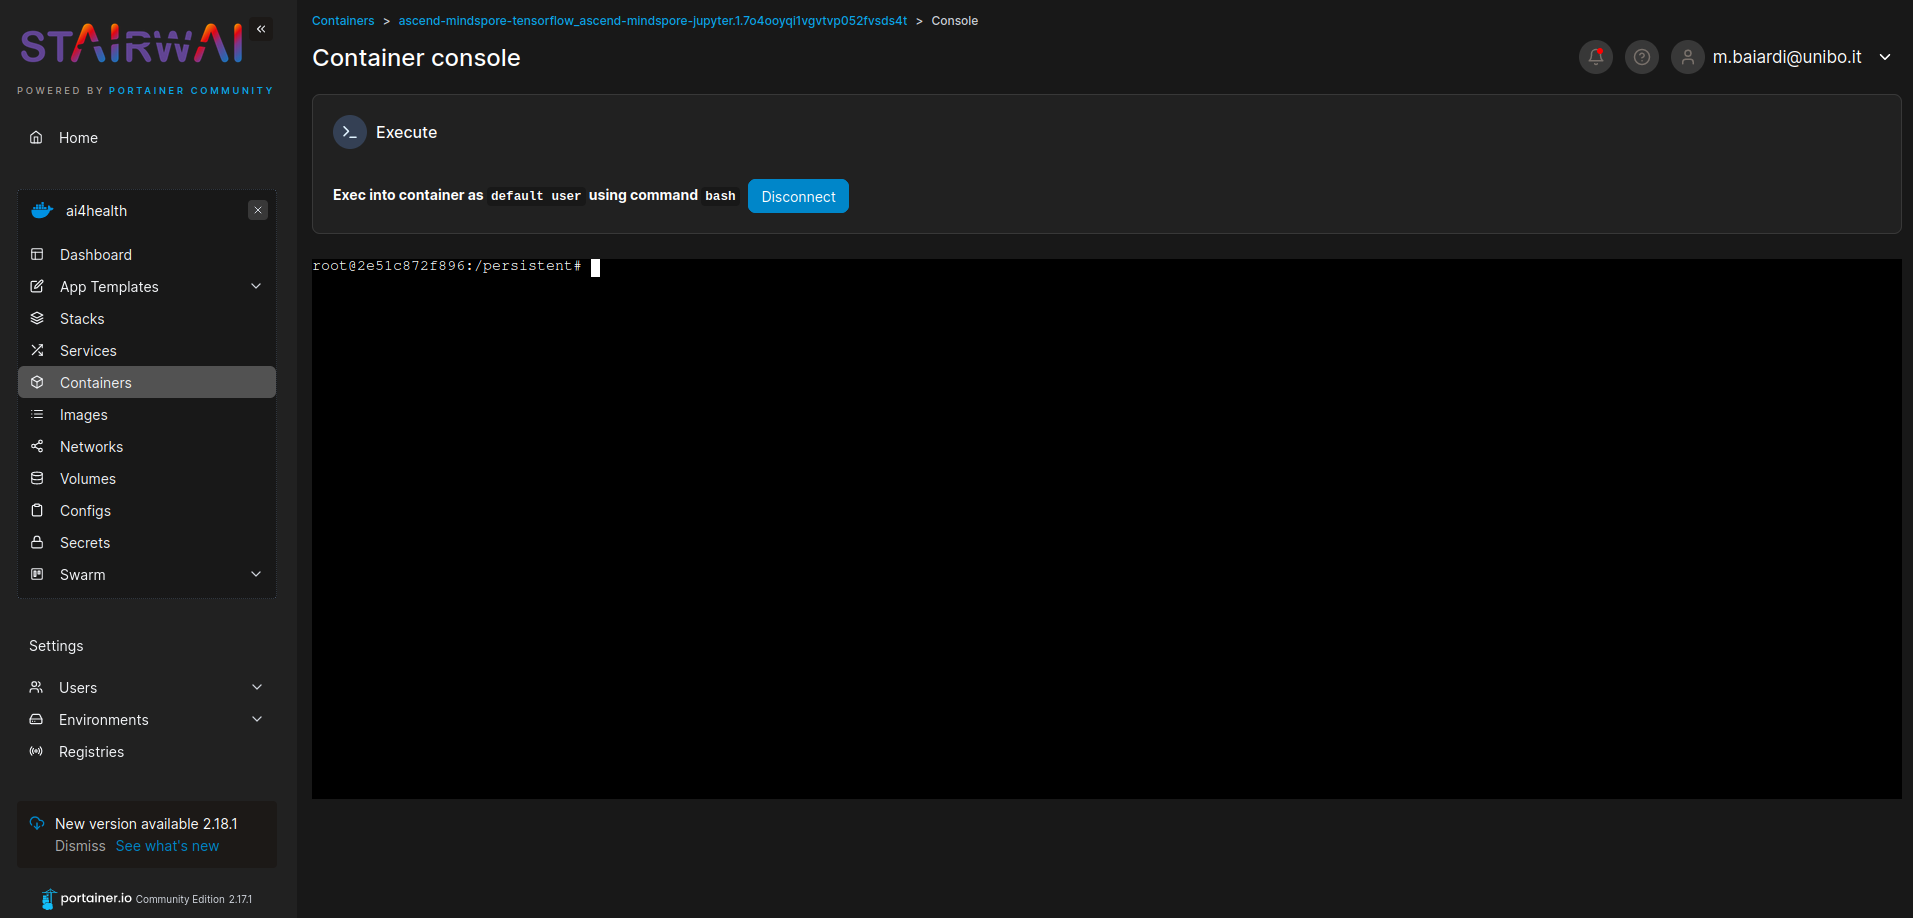 STAIRWAI
POWERED BY PORTAINER COMMUNITY
Home
ai4health
Dashboard
App Templates
Stacks
Services
Containers
Images
Networks
Volumes
Configs
Secrets
Swarm
Settings
Users
Environments
Registries
New version available 2.18.1
Dismiss See what's new
portainer.io Community Edition 2.17.1
Containers > ascend-mindspore-tensorflow_ascend-mindspore-jupyter.1.7o4ooyqi1vgvtvp052fvsds4t > Console
Container console
m.baiardi@unibo.it
Execute
Exec into container as default user using command bash Disconnect
root@2e51c872f896:/persistent#